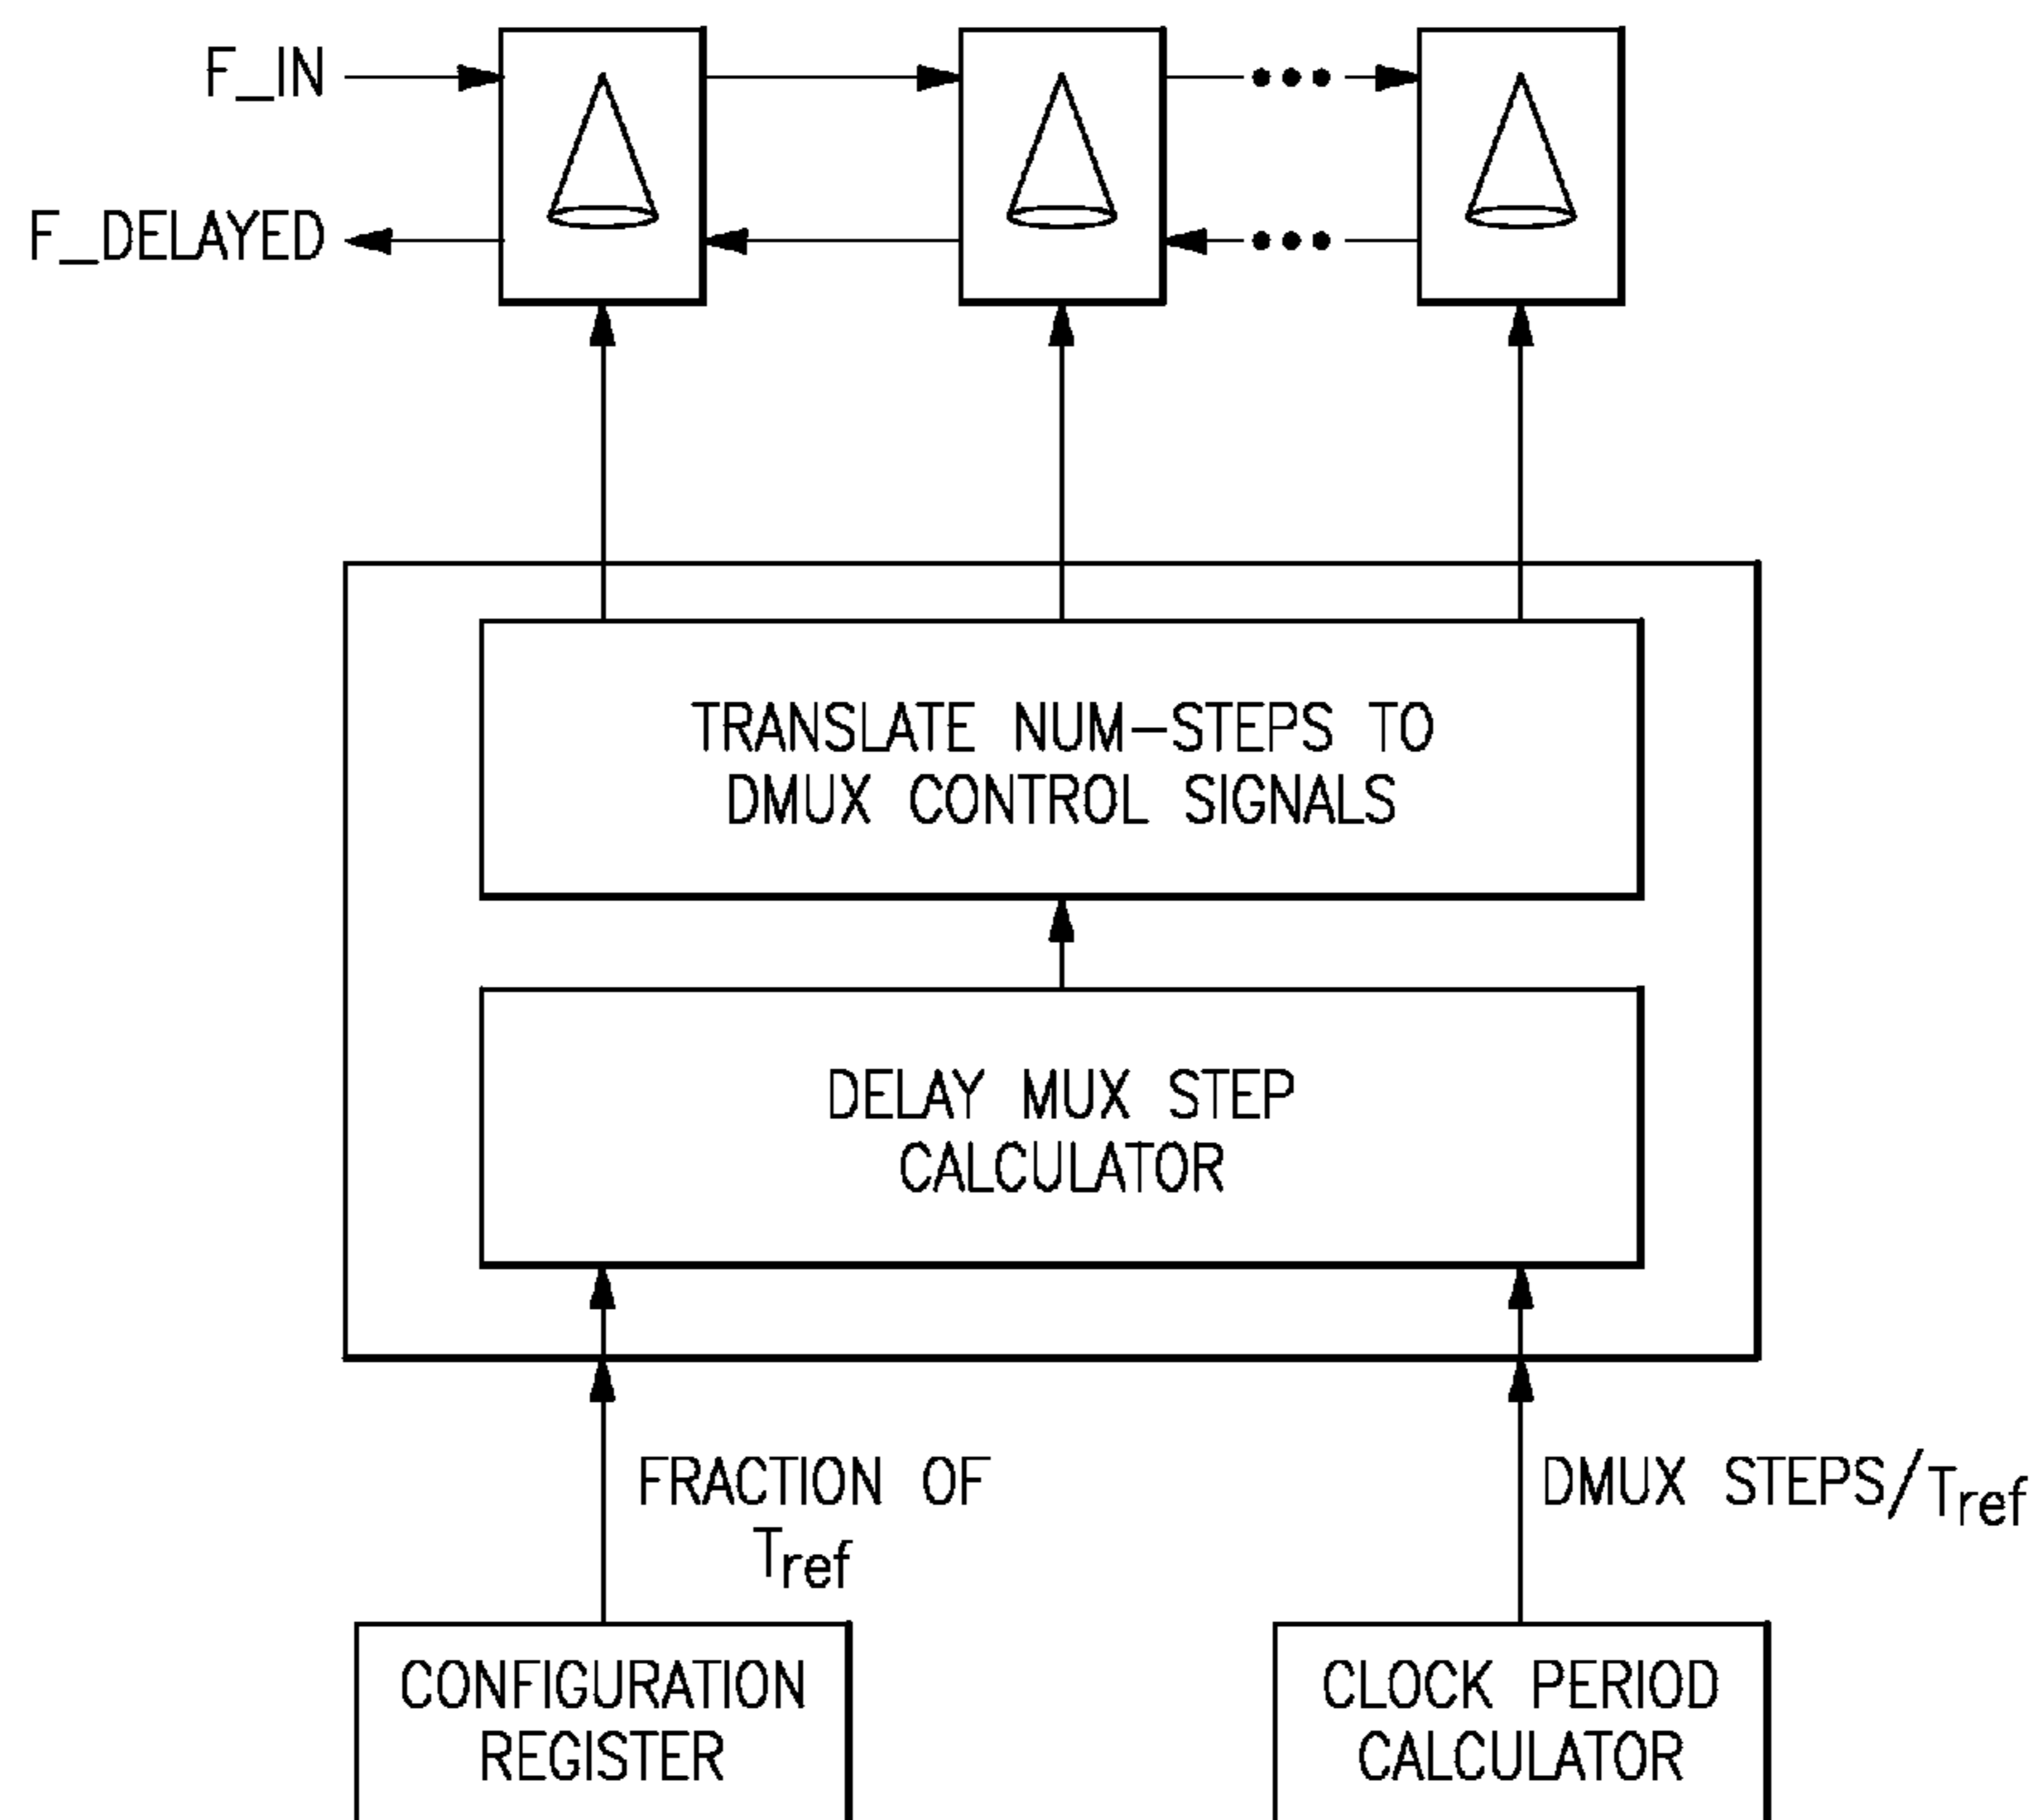 F_IN
F_DELAYED
TRANSLATE NUM-STEPS TO
DMUX CONTROL SIGNALS
DELAY MUX STEP
CALCULATOR
FRACTION OF
Tref
DMUX STEPS/Tref
CONFIGURATION
REGISTER
CLOCK PERIOD
CALCULATOR